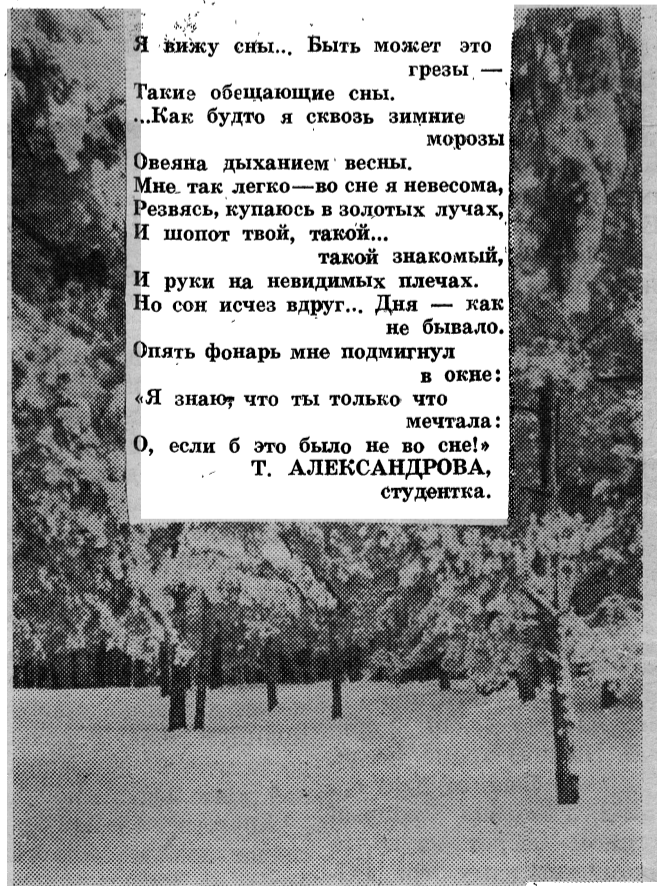 Я вижу сны... Быть может это
грезы —
Такие обещающие сны.
...Как будто я сквозь зимние
морозы
Овеяна дыханием весны.
Мне так легко—во сне я невесома,
Резвясь, купаюсь в золотых лучах,
И шопот твой, такой...
такой знакомый,
И руки на невидимых плечах.
Но сон исчез вдруг... Дня — как
не бывало.
Опять фонарь мне подмигнул
в окне:
«Я знаю, что ты только что
мечтала:
О, если б это было не во сне!»
Т. АЛЕКСАНДРОВА,
студентка.